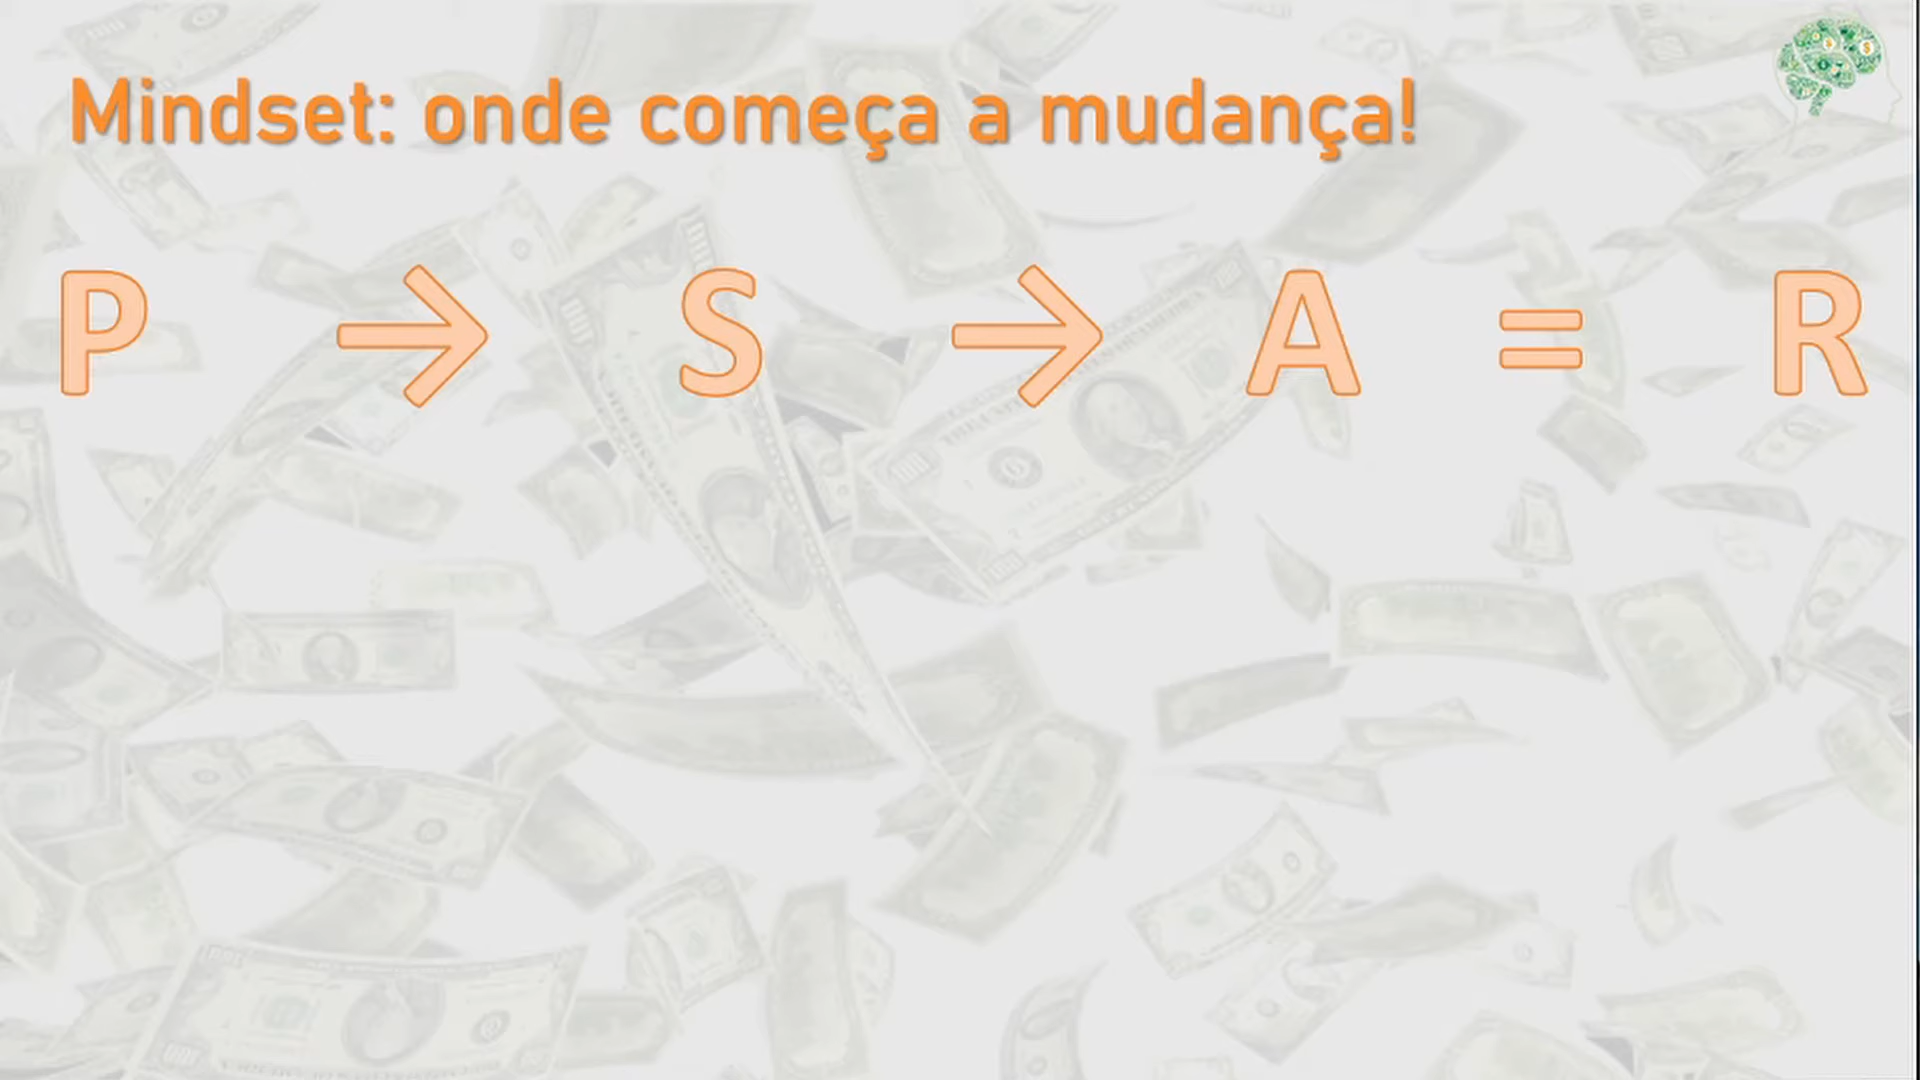 Mindset: onde começa a mudança!
P → S → A = R